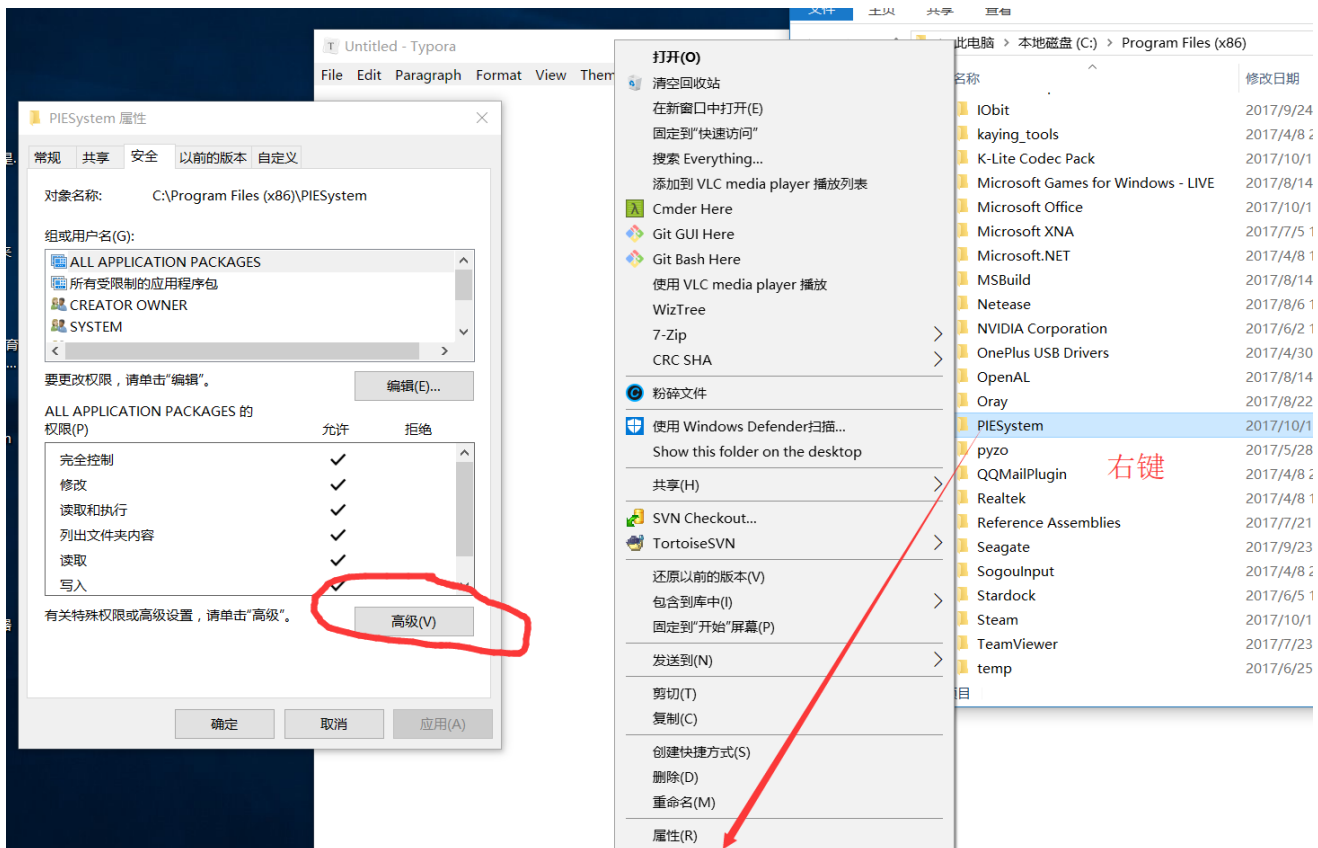 文件 主页 共享 查看
此电脑 > 本地磁盘 (C:) > Program Files (x86)
名称 修改日期
IObit 2017/9/24
kaying_tools 2017/4/8 2
K-Lite Codec Pack 2017/10/1
Microsoft Games for Windows - LIVE 2017/8/14
Microsoft Office 2017/10/1
Microsoft XNA 2017/7/5 1
Microsoft.NET 2017/4/8 1
MSBuild 2017/8/14
Netease 2017/8/6 1
NVIDIA Corporation 2017/6/2 1
OnePlus USB Drivers 2017/4/30
OpenAL 2017/8/14
Oray 2017/8/22
PIESystem 2017/10/1
pyzo 2017/5/28
QQMailPlugin 2017/4/8 2
Realtek 2017/4/8 1
Reference Assemblies 2017/7/21
Seagate 2017/9/23
SogouInput 2017/4/8 2
Stardock 2017/6/5 1
Steam 2017/10/1
TeamViewer 2017/7/23
temp 2017/6/25
右键
Untitled - Typora
File Edit Paragraph Format View Them
打开(O)
清空回收站
在新窗口中打开(E)
固定到"快速访问"
搜索 Everything...
添加到 VLC media player 播放列表
Cmder Here
Git GUI Here
Git Bash Here
使用 VLC media player 播放
WizTree
7-Zip
CRC SHA
粉碎文件
使用 Windows Defender扫描...
Show this folder on the desktop
共享(H)
SVN Checkout...
TortoiseSVN
还原以前的版本(V)
包含到库中(I)
固定到"开始"屏幕(P)
发送到(N)
剪切(T)
复制(C)
创建快捷方式(S)
删除(D)
重命名(M)
属性(R)
PIESystem 属性
常规 共享 安全 以前的版本 自定义
对象名称: C:\Program Files (x86)\PIESystem
组或用户名(G):
ALL APPLICATION PACKAGES
所有受限制的应用程序包
CREATOR OWNER
SYSTEM
要更改权限，请单击"编辑"。
编辑(E)...
ALL APPLICATION PACKAGES 的
权限(P) 允许 拒绝
完全控制
修改
读取和执行
列出文件夹内容
读取
写入
有关特殊权限或高级设置，请单击"高级"。
高级(V)
确定 取消 应用(A)